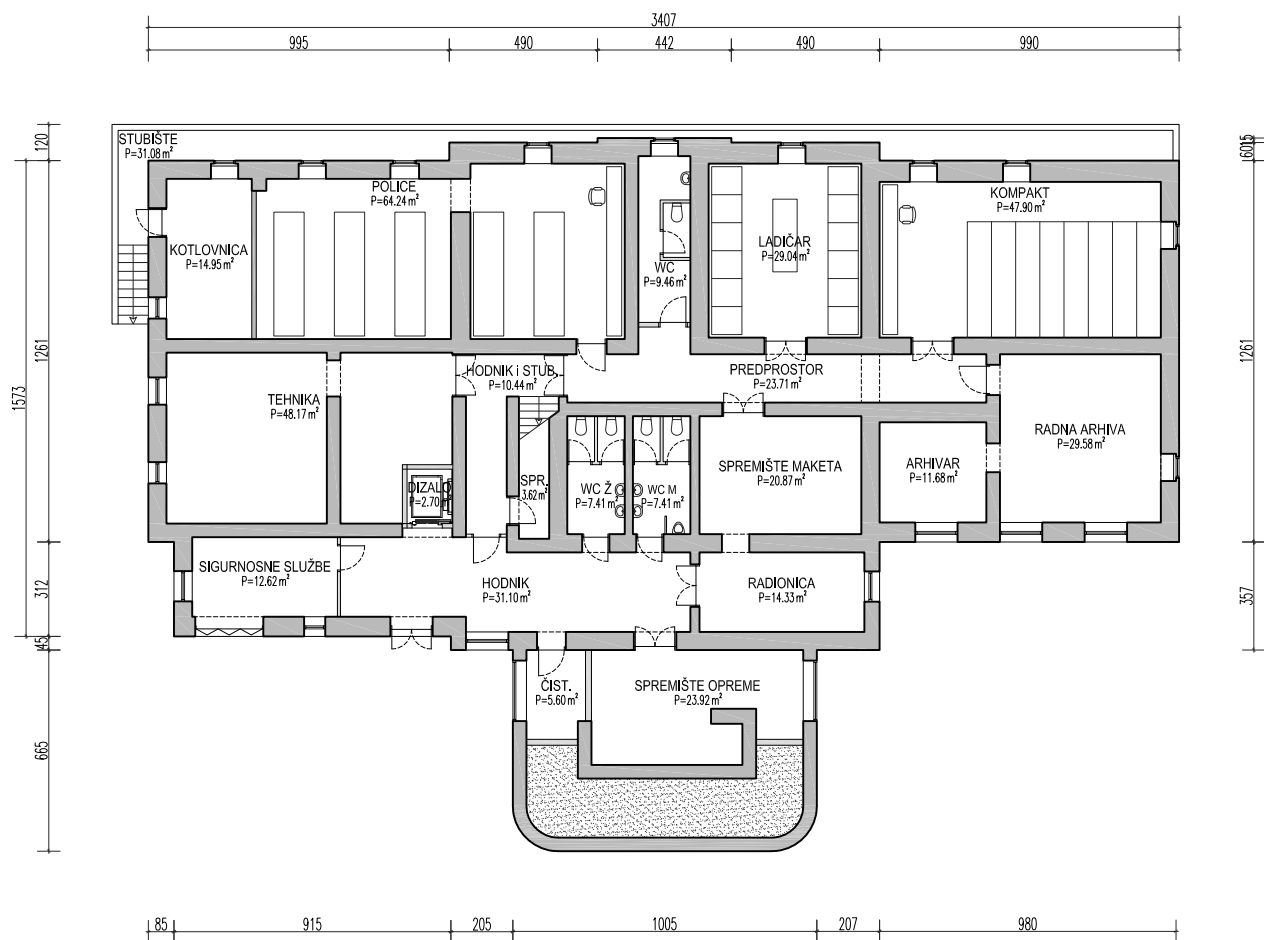 3407
995
490
442
490
990
STUBIŠTE
P=31.08 m²
120
6015
POLICE
P=64.24 m²
KOMPAKT
P=47.90 m²
KOTLOVNICA
P=14.95 m²
LADIČAR
P=29.04 m²
WC
P=9.46 m²
1261
1261
1573
HODNIK i STUB.
P=10.44 m²
PREDPROSTOR
P=23.71 m²
TEHNIKA
P=48.17 m²
RADNA ARHIVA
P=29.58 m²
SPREMIŠTE MAKETA
P=20.87 m²
ARHIVAR
P=11.68 m²
DIZALO
P=2.70 m²
SPR.
3.62 m²
WC Ž
P=7.41 m²
WC M
P=7.41 m²
SIGURNOSNE SLUŽBE
P=12.62 m²
HODNIK
P=31.10 m²
RADIONICA
P=14.33 m²
312
357
45
ČIST.
P=5.60 m²
SPREMIŠTE OPREME
P=23.92 m²
665
85
915
205
1005
207
980